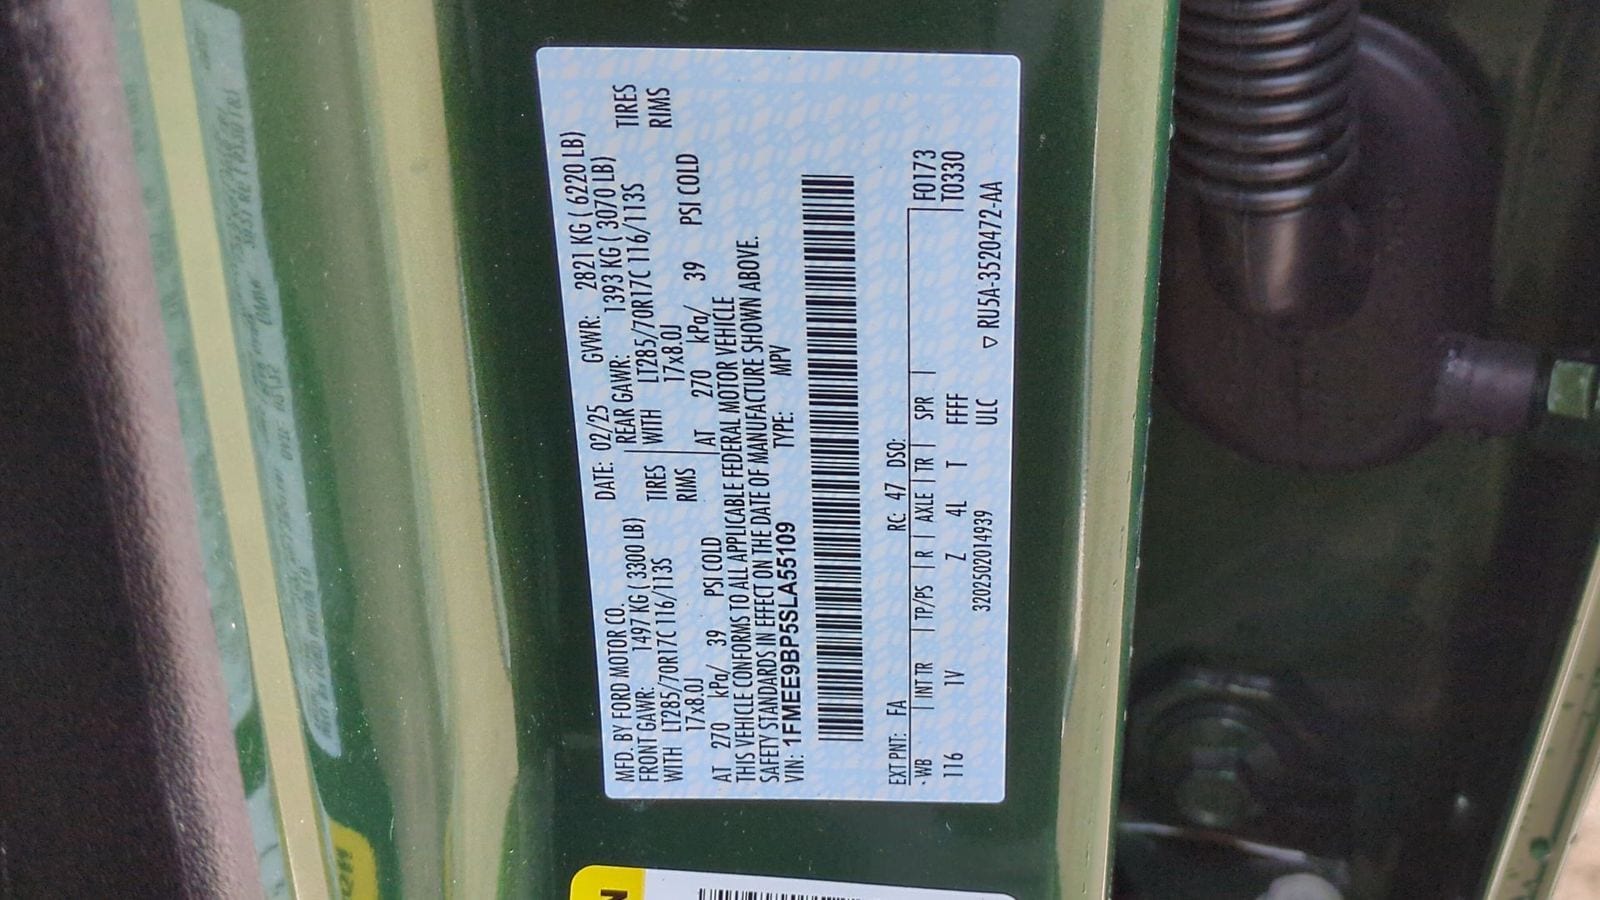 MFD. BY FORD MOTOR CO.
DATE: 02/25 GVWR: 2821 KG ( 6220 LB)
FRONT GAWR: 1497 KG ( 3300 LB) REAR GAWR: 1393 KG ( 3070 LB)
WITH LT285/70R17C 116/113S TIRES WITH LT285/70R17C 116/113S TIRES
17x8.0J RIMS 17x8.0J RIMS
AT 270 kPa/ 39 PSI COLD AT 270 kPa/ 39 PSI COLD
THIS VEHICLE CONFORMS TO ALL APPLICABLE FEDERAL MOTOR VEHICLE
SAFETY STANDARDS IN EFFECT ON THE DATE OF MANUFACTURE SHOWN ABOVE.
VIN: 1FMEE9BP5SLA55109 TYPE: MPV
EXT PNT: FA RC: 47 DSO: F0173
WB INT TR TP/PS R AXLE TR SPR T0330
116 1V Z 4L T FFFF
3202502014939 ULC ▽ RU5A-3520472-AA
N